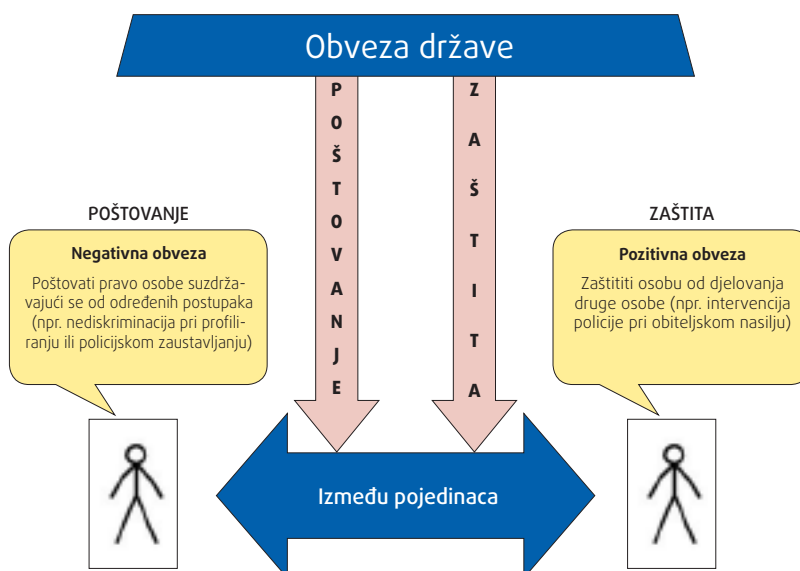 Obveza države
POŠTOVANJE
ZAŠTITA
POŠTOVANJE
Negativna obveza
Poštovati pravo osobe suzdrža-
vajući se od određenih postupaka
(npr. nediskriminacija pri profili-
ranju ili policijskom zaustavljanju)
ZAŠTITA
Pozitivna obveza
Zaštititi osobu od djelovanja
druge osobe (npr. intervencija
policije pri obiteljskom nasilju)
Između pojedinaca